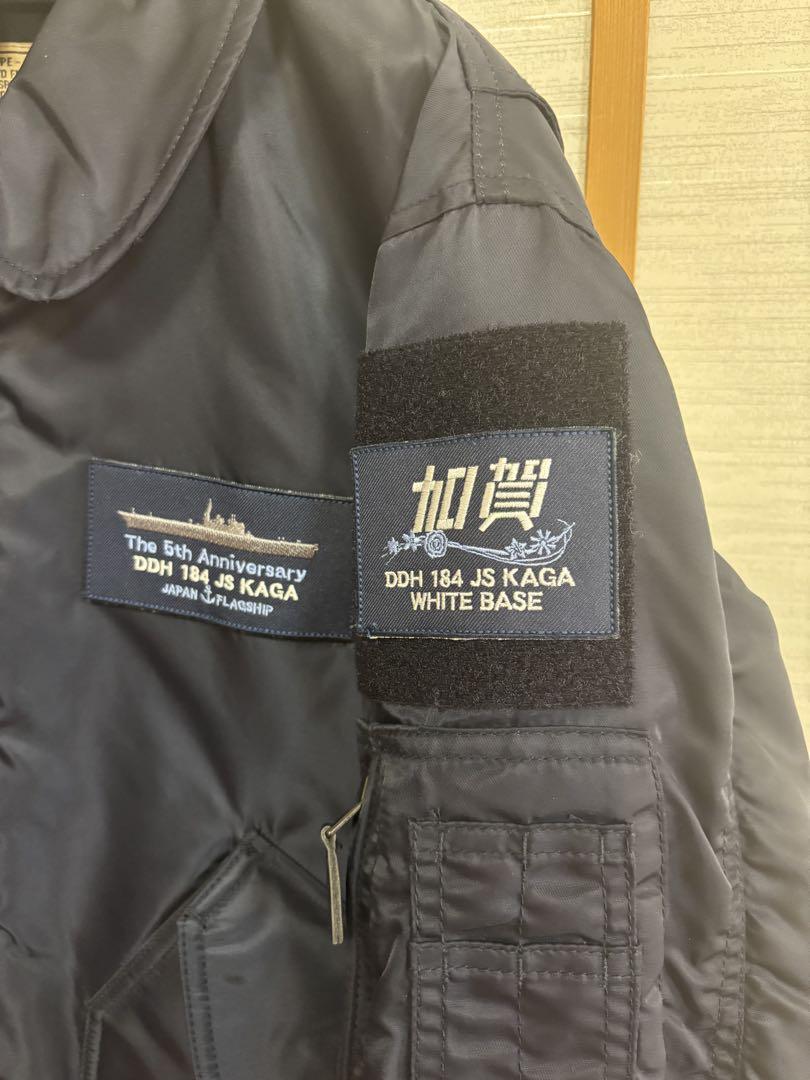 The 5th Anniversary
DDH 184 JS KAGA
JAPAN FLAGSHIP
加賀
DDH 184 JS KAGA
WHITE BASE